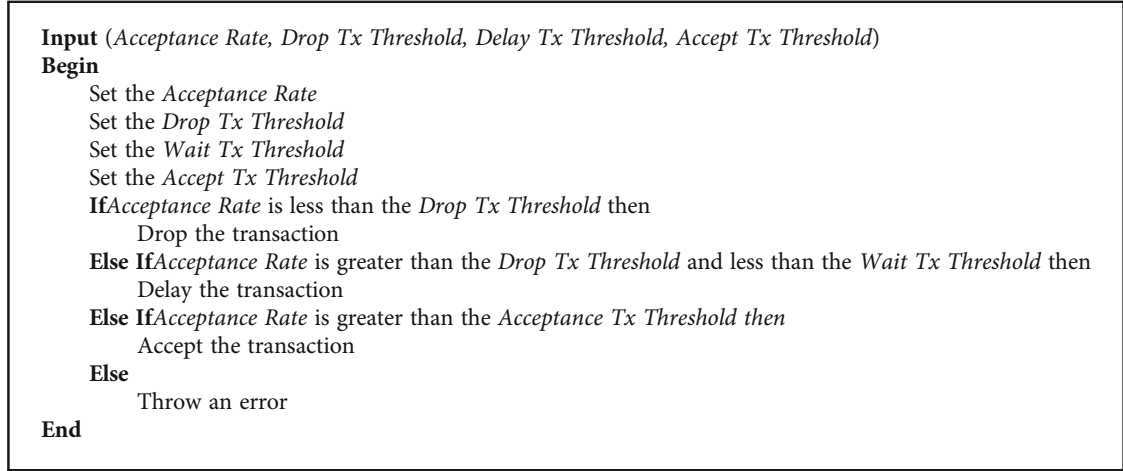 Input (Acceptance Rate, Drop Tx Threshold, Delay Tx Threshold, Accept Tx Threshold)
Begin
Set the Acceptance Rate
Set the Drop Tx Threshold
Set the Wait Tx Threshold
Set the Accept Tx Threshold
IfAcceptance Rate is less than the Drop Tx Threshold then
Drop the transaction
Else IfAcceptance Rate is greater than the Drop Tx Threshold and less than the Wait Tx Threshold then
Delay the transaction
Else IfAcceptance Rate is greater than the Acceptance Tx Threshold then
Accept the transaction
Else
Throw an error
End